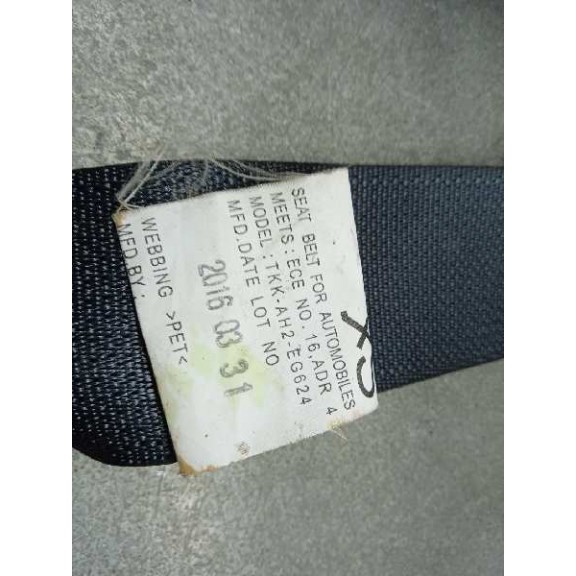 SEAT BELT FOR AUTOMOBILES
MEETS : ECE NO. 16,ADR 4
MODEL : TKK-AH2-EG624
MFD.DATE LOT NO
2016 03 31
WEBBING >PET<
MFD.BY :